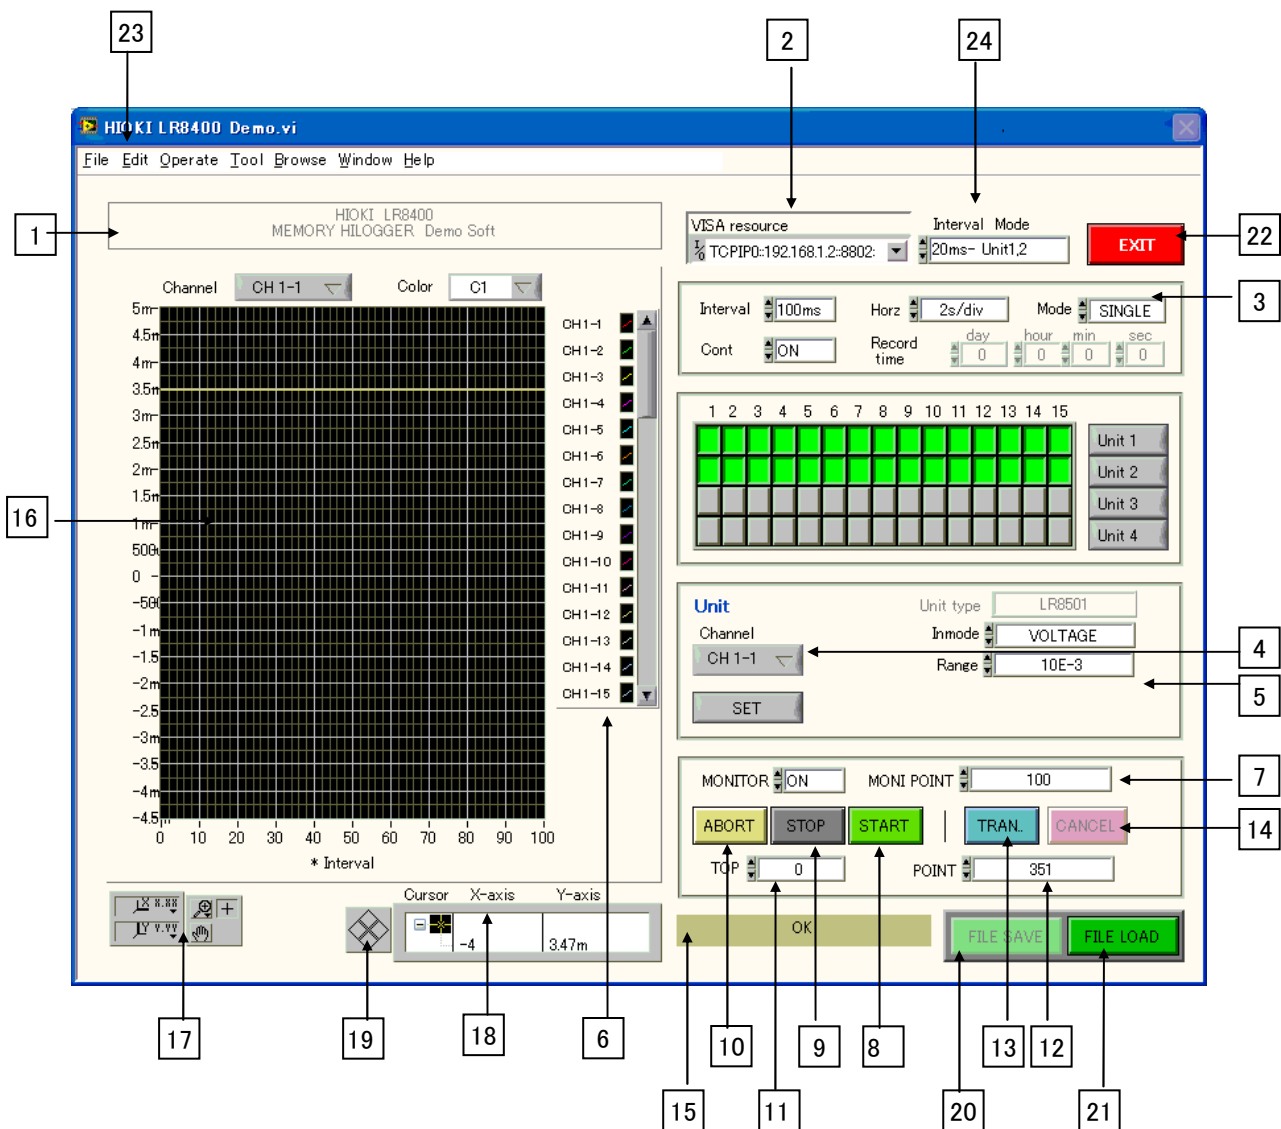 23
2
24
HIOKI LR8400 Demo.vi
File Edit Operate Tool Browse Window Help
1
HIOKI LR8400
MEMORY HILOGGER Demo Soft
VISA resource
TCPIP0::192.168.1.2::8802:
Interval Mode
20ms- Unit1,2
EXIT
22
Channel CH 1-1 Color C1
Interval 100ms Horz 2s/div Mode SINGLE
3
Cont ON Record time day 0 hour 0 min 0 sec 0
5m
4.5m
4m
3.5m
3m
2.5m
2m
1.5m
1m
500u
0
-500
-1m
-1.5
-2m
-2.5
-3m
-3.5
-4m
-4.5
0 10 20 30 40 50 60 70 80 90 100
* Interval
16
CH1-1
CH1-2
CH1-3
CH1-4
CH1-5
CH1-6
CH1-7
CH1-8
CH1-9
CH1-10
CH1-11
CH1-12
CH1-13
CH1-14
CH1-15
1 2 3 4 5 6 7 8 9 10 11 12 13 14 15
Unit 1
Unit 2
Unit 3
Unit 4
Unit
Unit type LR8501
Channel
Inmode VOLTAGE
CH 1-1
Range 10E-3
SET
4
5
MONITOR ON MONI POINT 100
7
ABORT STOP START TRAN.. CANCEL
14
TOP 0 POINT 351
X X.XX
Y Y.YY
Cursor X-axis Y-axis
-4 3.47m
OK
FILE SAVE FILE LOAD
17
19
18
6
10
9
8
13
12
15
11
20
21